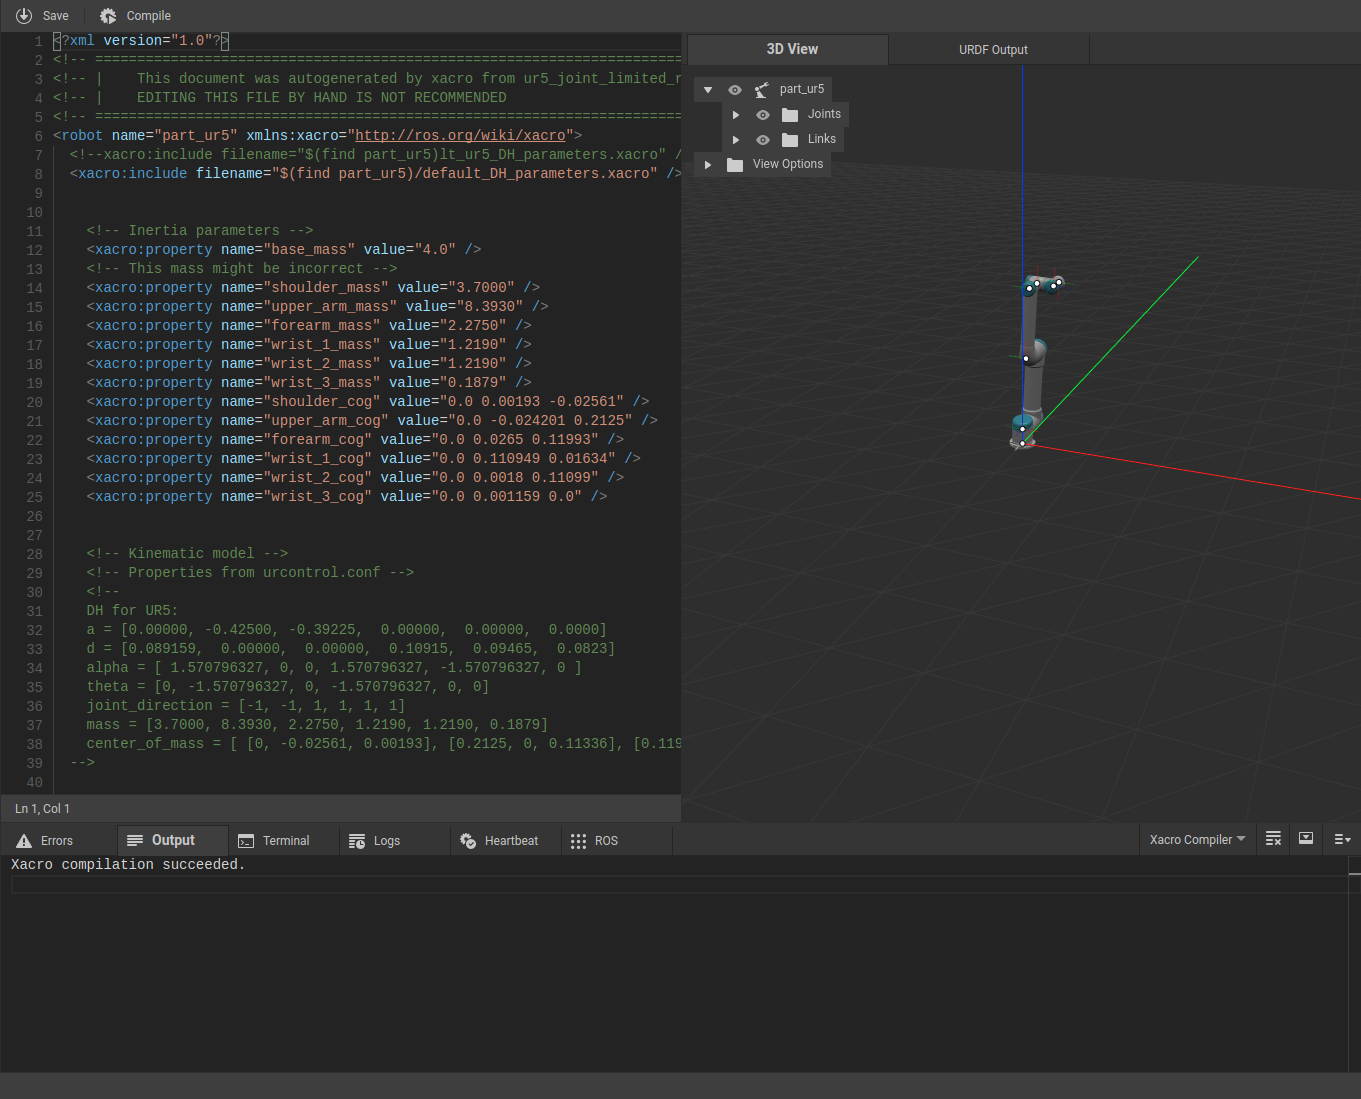 Save
Compile
1 <?xml version="1.0"?>
2 <!-- ======================================================================
3 <!-- |    This document was autogenerated by xacro from ur5_joint_limited_r
4 <!-- |    EDITING THIS FILE BY HAND IS NOT RECOMMENDED
5 <!-- ======================================================================
6 <robot name="part_ur5" xmlns:xacro="http://ros.org/wiki/xacro">
7   <!--xacro:include filename="$(find part_ur5)lt_ur5_DH_parameters.xacro" /
8   <xacro:include filename="$(find part_ur5)/default_DH_parameters.xacro" />
9
10
11     <!-- Inertia parameters -->
12     <xacro:property name="base_mass" value="4.0" />
13     <!-- This mass might be incorrect -->
14     <xacro:property name="shoulder_mass" value="3.7000" />
15     <xacro:property name="upper_arm_mass" value="8.3930" />
16     <xacro:property name="forearm_mass" value="2.2750" />
17     <xacro:property name="wrist_1_mass" value="1.2190" />
18     <xacro:property name="wrist_2_mass" value="1.2190" />
19     <xacro:property name="wrist_3_mass" value="0.1879" />
20     <xacro:property name="shoulder_cog" value="0.0 0.00193 -0.02561" />
21     <xacro:property name="upper_arm_cog" value="0.0 -0.024201 0.2125" />
22     <xacro:property name="forearm_cog" value="0.0 0.0265 0.11993" />
23     <xacro:property name="wrist_1_cog" value="0.0 0.110949 0.01634" />
24     <xacro:property name="wrist_2_cog" value="0.0 0.0018 0.11099" />
25     <xacro:property name="wrist_3_cog" value="0.0 0.001159 0.0" />
26
27
28     <!-- Kinematic model -->
29     <!-- Properties from urcontrol.conf -->
30     <!--
31     DH for UR5:
32     a = [0.00000, -0.42500, -0.39225,  0.00000,  0.00000,  0.0000]
33     d = [0.089159,  0.00000,  0.00000,  0.10915,  0.09465,  0.0823]
34     alpha = [ 1.570796327, 0, 0, 1.570796327, -1.570796327, 0 ]
35     theta = [0, -1.570796327, 0, -1.570796327, 0, 0]
36     joint_direction = [-1, -1, 1, 1, 1, 1]
37     mass = [3.7000, 8.3930, 2.2750, 1.2190, 1.2190, 0.1879]
38     center_of_mass = [ [0, -0.02561, 0.00193], [0.2125, 0, 0.11336], [0.119
39   -->
40
Ln 1, Col 1
3D View
URDF Output
part_ur5
Joints
Links
View Options
Errors
Output
Terminal
Logs
Heartbeat
ROS
Xacro Compiler
Xacro compilation succeeded.